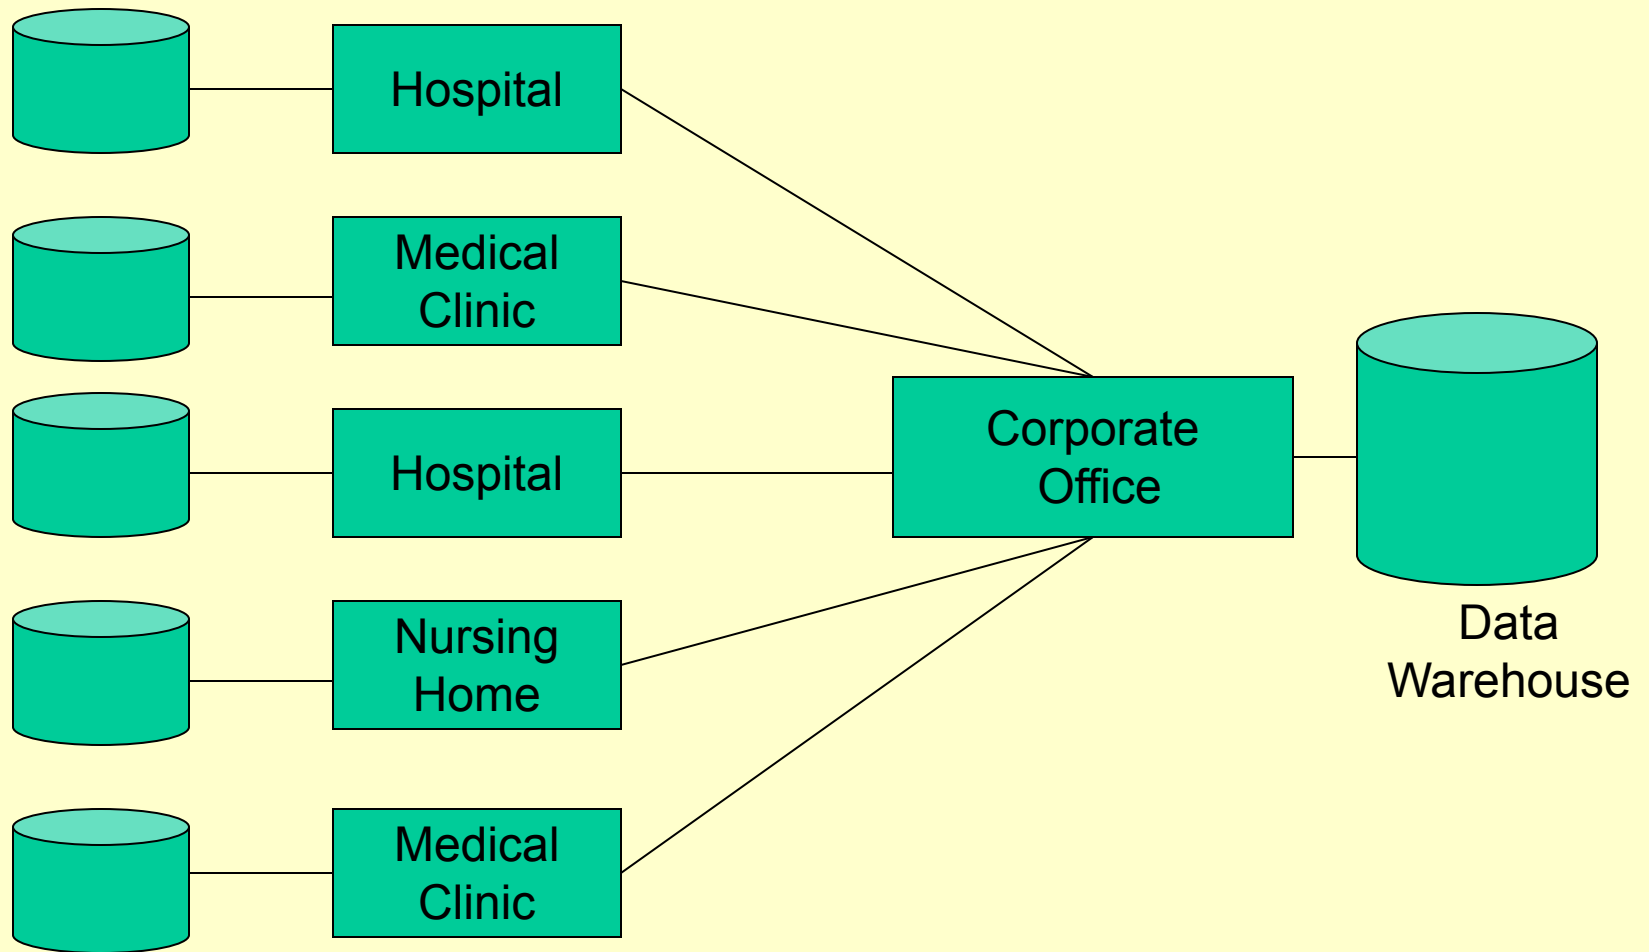 Hospital
Medical
Clinic
Hospital
Corporate
Office
Nursing
Home
Data
Warehouse
Medical
Clinic